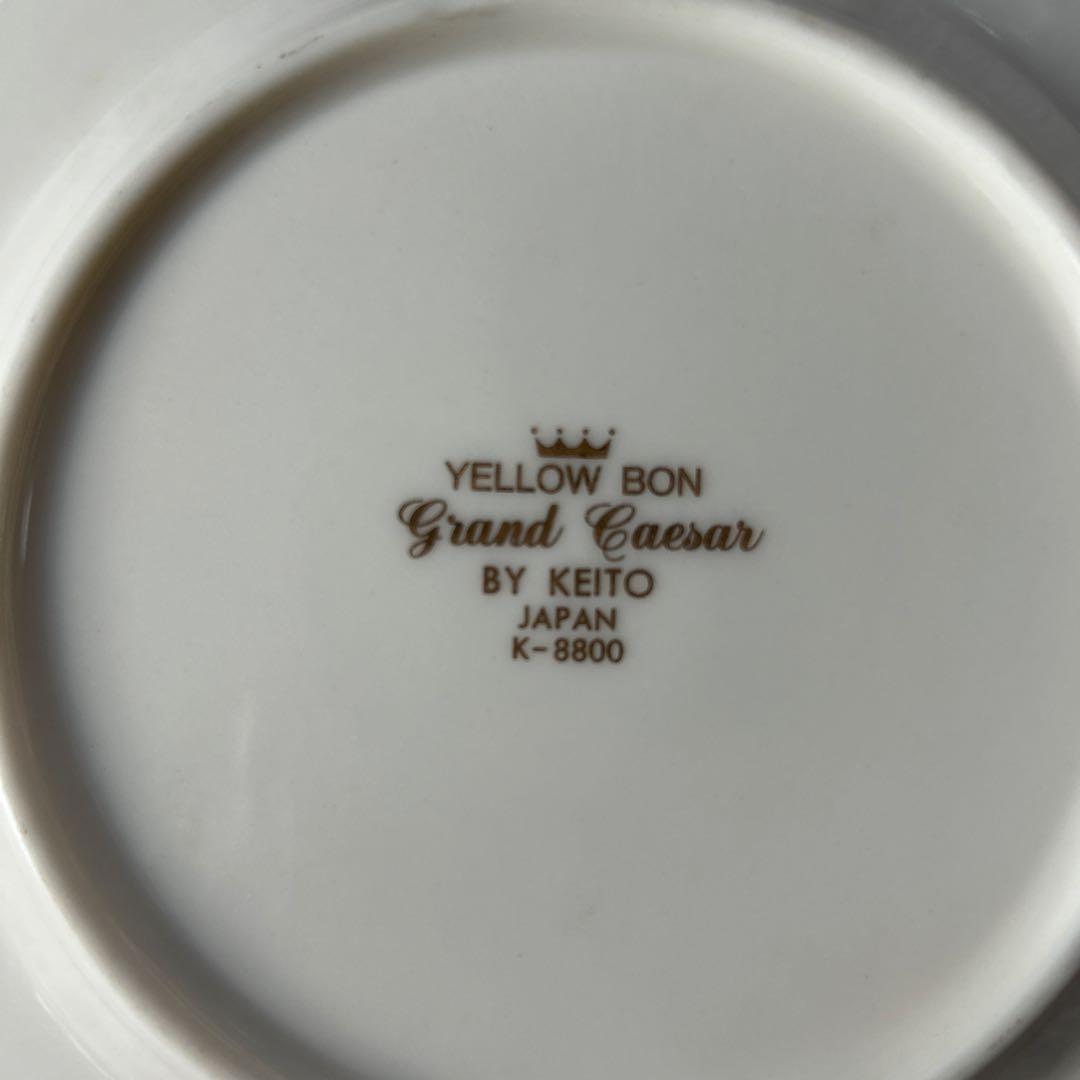 YELLOW BON
Grand Caesar
BY KEITO
JAPAN
K-8800